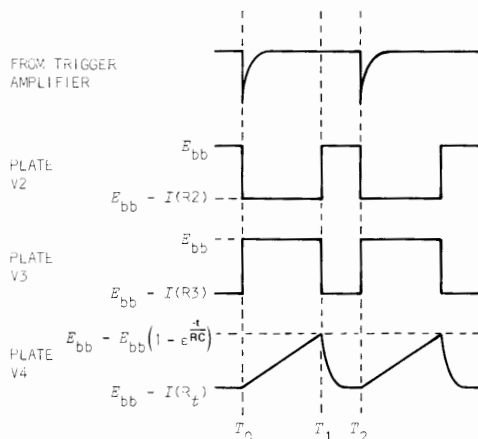 FROM TRIGGER
AMPLIFIER
E_bb
PLATE
V2
E_bb - I(R2)
E_bb
PLATE
V3
E_bb - I(R3)
E_bb - E_bb(1 - ε^(-t/RC))
PLATE
V4
E_bb - I(R_t)
T_0 T_1 T_2